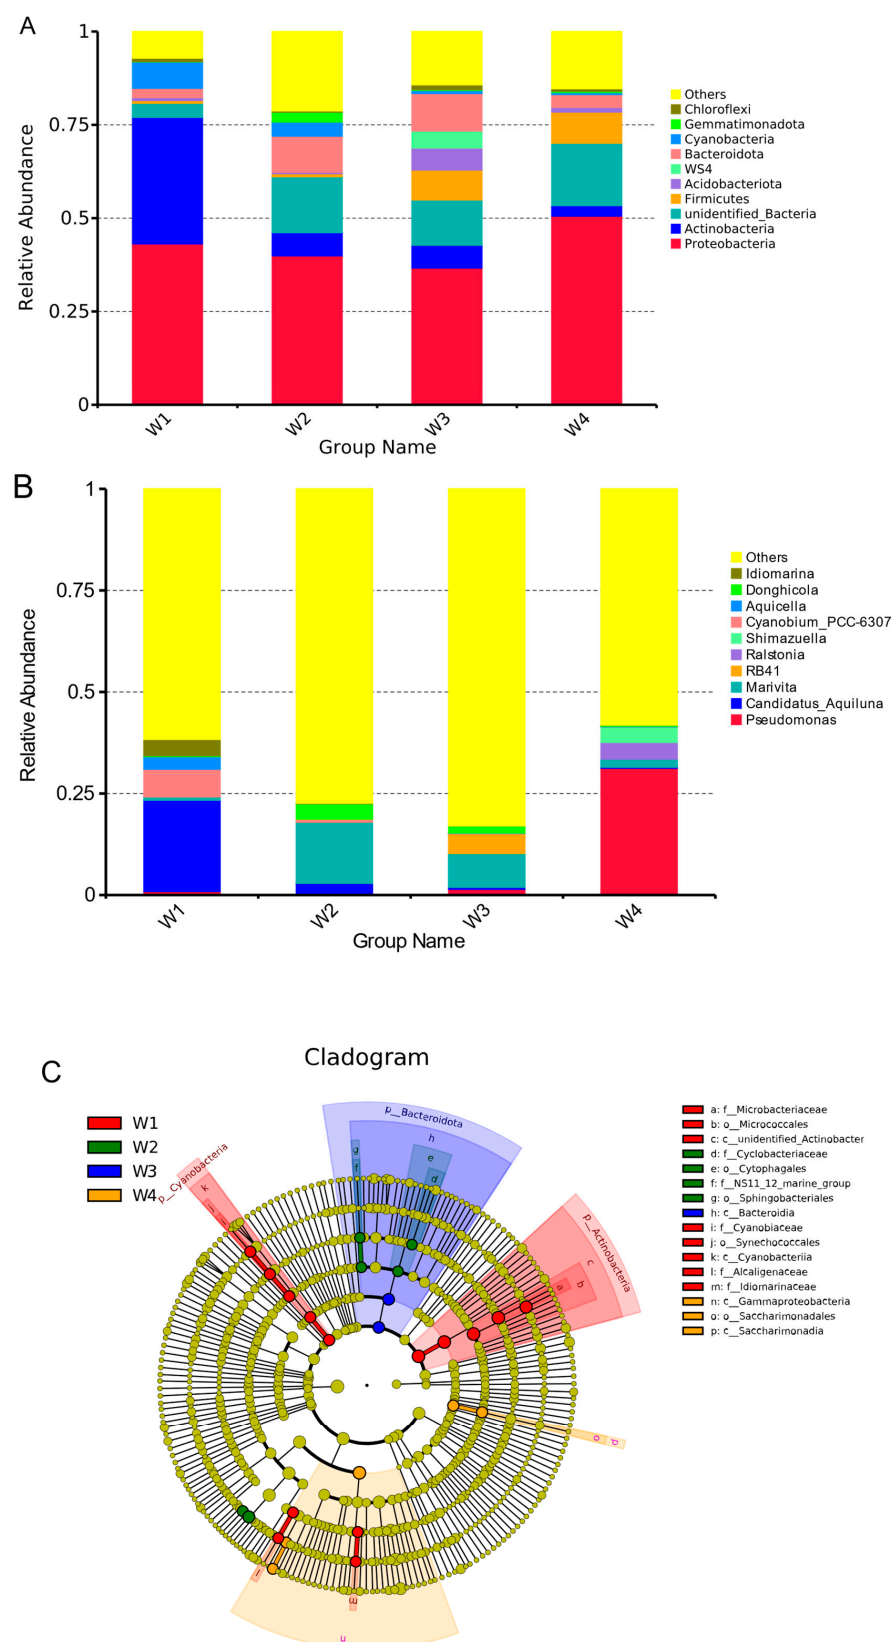 A
1
0.75
0.5
0.25
0
Relative Abundance
W1
W2
W3
W4
Group Name
Others
Chloroflexi
Gemmatimonadota
Cyanobacteria
Bacteroidota
WS4
Acidobacteriota
Firmicutes
unidentified_Bacteria
Actinobacteria
Proteobacteria
B
1
0.75
0.5
0.25
0
Relative Abundance
W1
W2
W3
W4
Group Name
Others
Idiomarina
Donghicola
Aquicella
Cyanobium_PCC-6307
Shimazuella
Ralstonia
RB41
Marivita
Candidatus_Aquiluna
Pseudomonas
C
Cladogram
W1
W2
W3
W4
p__Cyanobacteria
k
j
i
p__Bacteroidota
h
g
f
e
d
p__Actinobacteria
c
b
a
p
o
l
m
n
a: f__Microbacteriaceae
b: o__Micrococcales
c: c__unidentified_Actinobacter
d: f__Cyclobacteriaceae
e: o__Cytophagales
f: f__NS11_12_marine_group
g: o__Sphingobacteriales
h: c__Bacteroidia
i: f__Cyanobiaceae
j: o__Synechococcales
k: c__Cyanobacteriia
l: f__Alcaligenaceae
m: f__Idiomarinaceae
n: c__Gammaproteobacteria
o: o__Saccharimonadales
p: c__Saccharimonadia